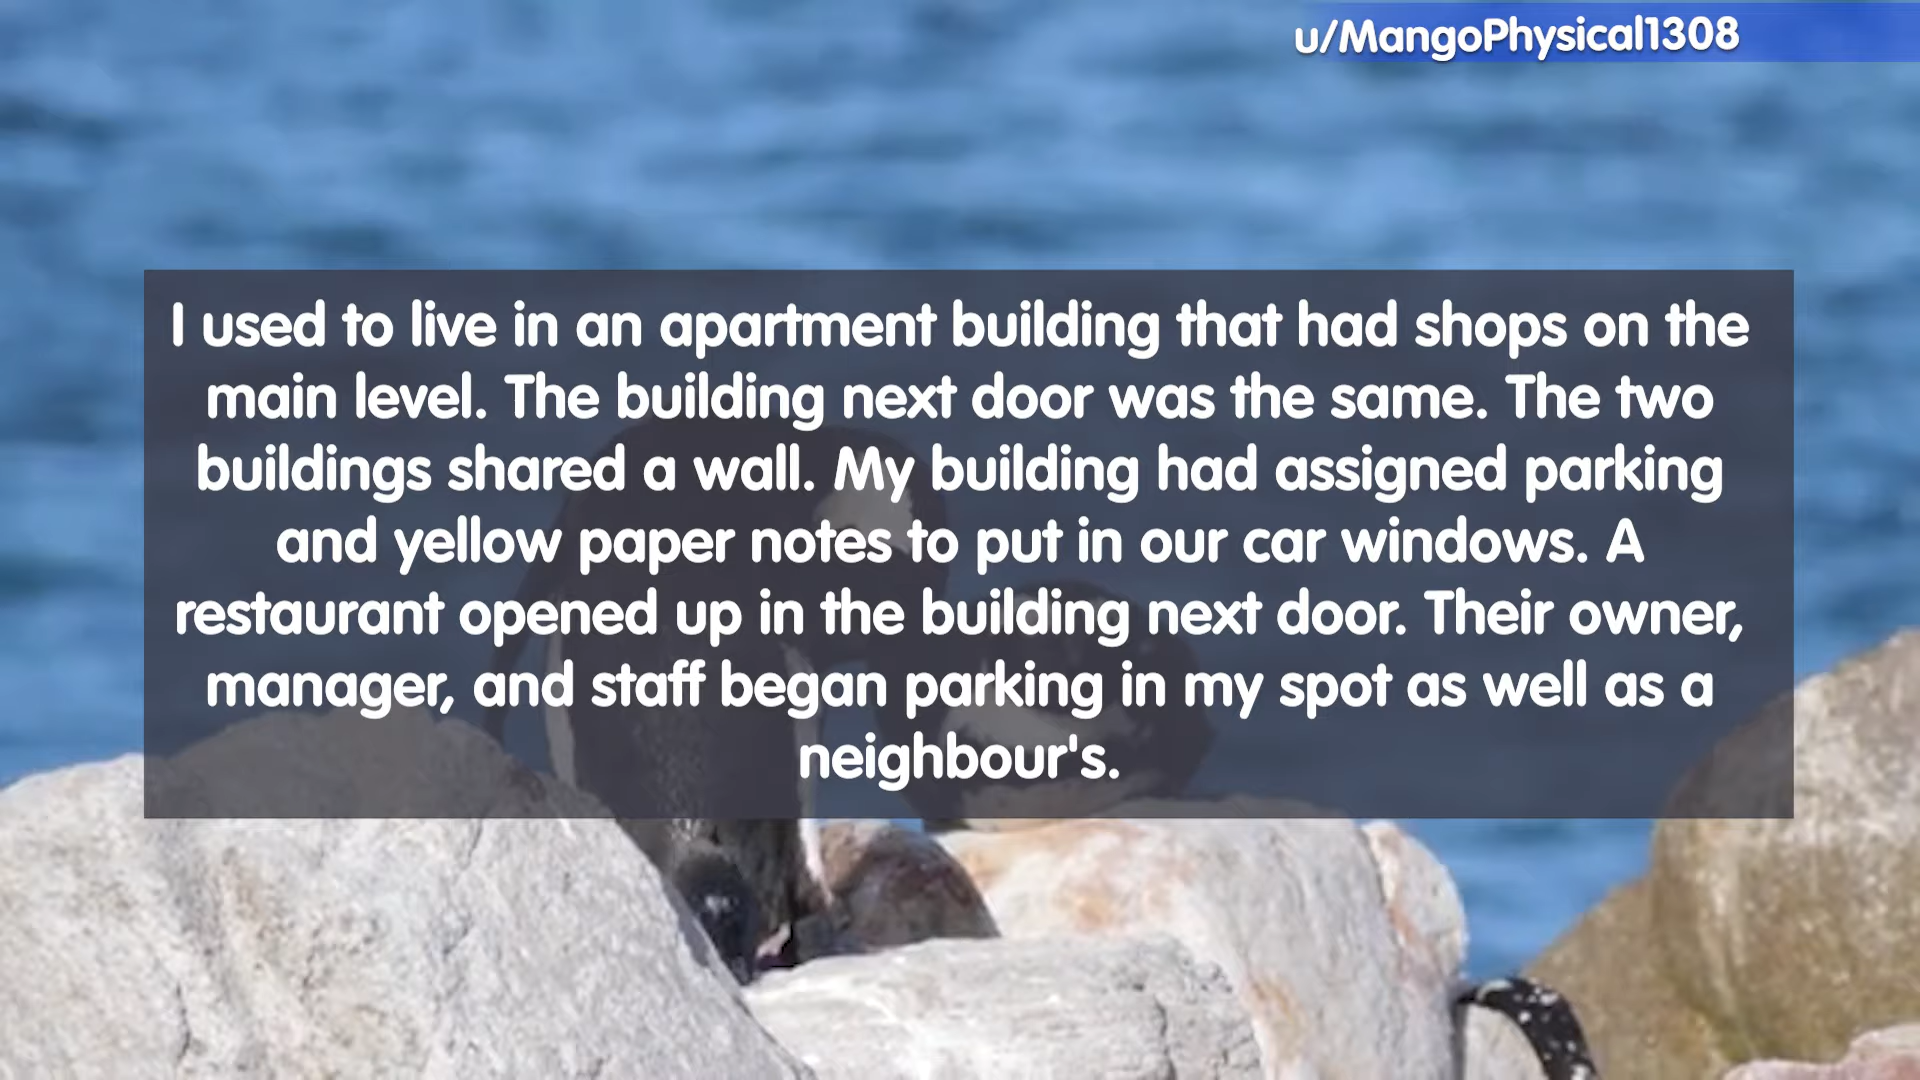 u/MangoPhysical1308
I used to live in an apartment building that had shops on the
main level. The building next door was the same. The two
buildings shared a wall. My building had assigned parking
and yellow paper notes to put in our car windows. A
restaurant opened up in the building next door. Their owner,
manager, and staff began parking in my spot as well as a
neighbour's.